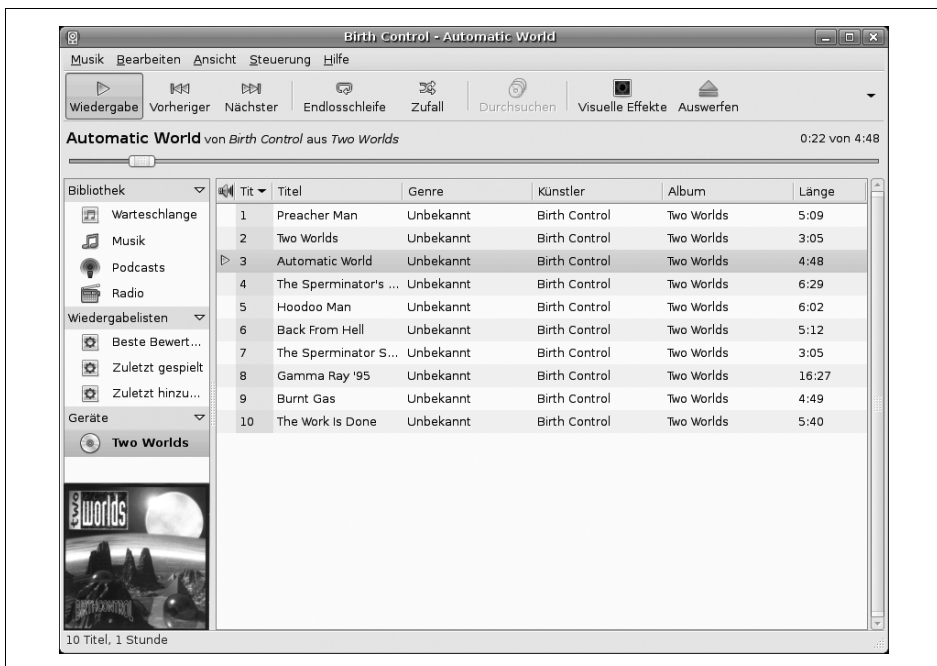 Birth Control - Automatic World
Musik Bearbeiten Ansicht Steuerung Hilfe
Wiedergabe Vorheriger Nächster Endlosschleife Zufall Durchsuchen Visuelle Effekte Auswerfen
Automatic World von Birth Control aus Two Worlds 0:22 von 4:48
Bibliothek
Warteschlange
Musik
Podcasts
Radio
Wiedergabelisten
Beste Bewert...
Zuletzt gespielt
Zuletzt hinzu...
Geräte
Two Worlds
Tit Titel Genre Künstler Album Länge
1 Preacher Man Unbekannt Birth Control Two Worlds 5:09
2 Two Worlds Unbekannt Birth Control Two Worlds 3:05
3 Automatic World Unbekannt Birth Control Two Worlds 4:48
4 The Sperminator's ... Unbekannt Birth Control Two Worlds 6:29
5 Hoodoo Man Unbekannt Birth Control Two Worlds 6:02
6 Back From Hell Unbekannt Birth Control Two Worlds 5:12
7 The Sperminator S... Unbekannt Birth Control Two Worlds 3:05
8 Gamma Ray '95 Unbekannt Birth Control Two Worlds 16:27
9 Burnt Gas Unbekannt Birth Control Two Worlds 4:49
10 The Work Is Done Unbekannt Birth Control Two Worlds 5:40
two worlds
BIRTHCONTROL
10 Titel, 1 Stunde